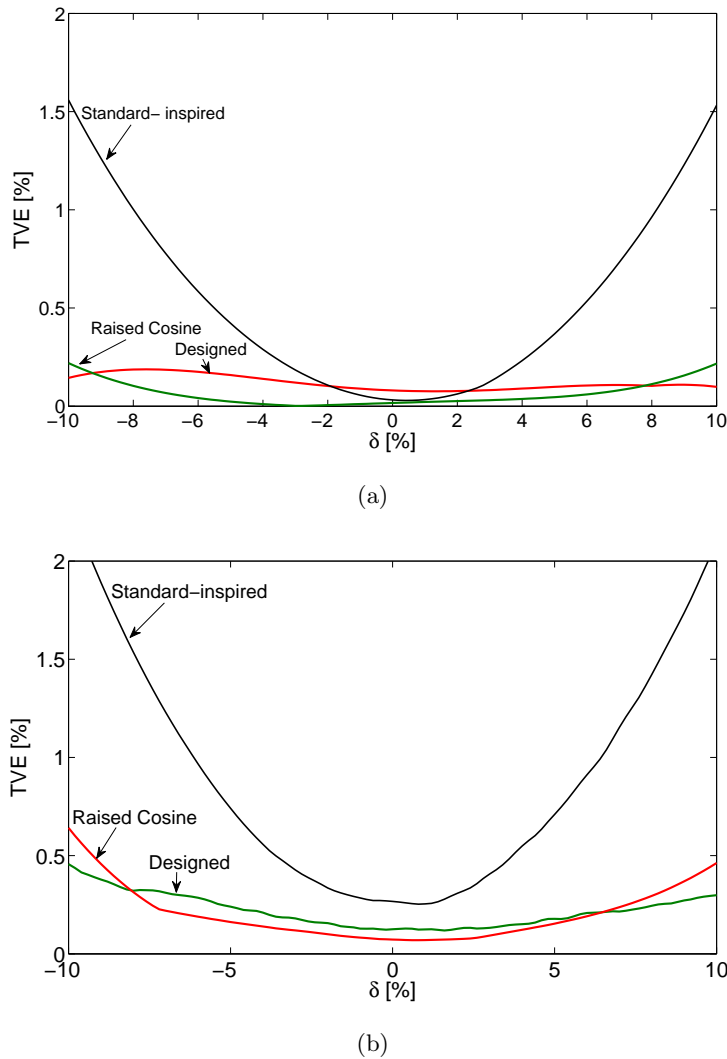 2
1.5
1
0.5
0
TVE [%]
Standard− inspired
Raised Cosine
Designed
−10 −8 −6 −4 −2 0 2 4 6 8 10
δ [%]
(a)
2
1.5
1
0.5
0
TVE [%]
Standard−inspired
Raised Cosine
Designed
−10 −5 0 5 10
δ [%]
(b)